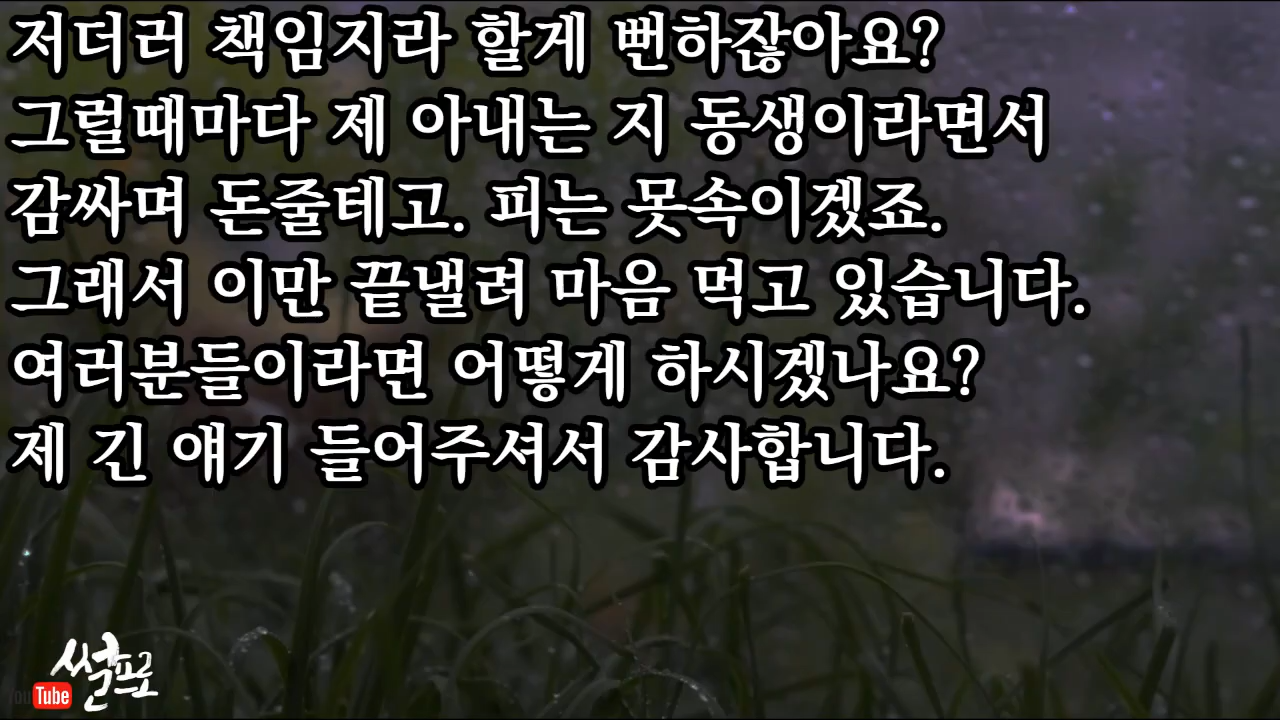 저더러 책임지라 할게 뻔하잖아요?
그럴때마다 제 아내는 지 동생이라면서
감싸며 돈줄테고. 피는 못속이겠죠.
그래서 이만 끝낼려 마음 먹고 있습니다.
여러분들이라면 어떻게 하시겠나요?
제 긴 얘기 들어주셔서 감사합니다.
썰프로
YouTube